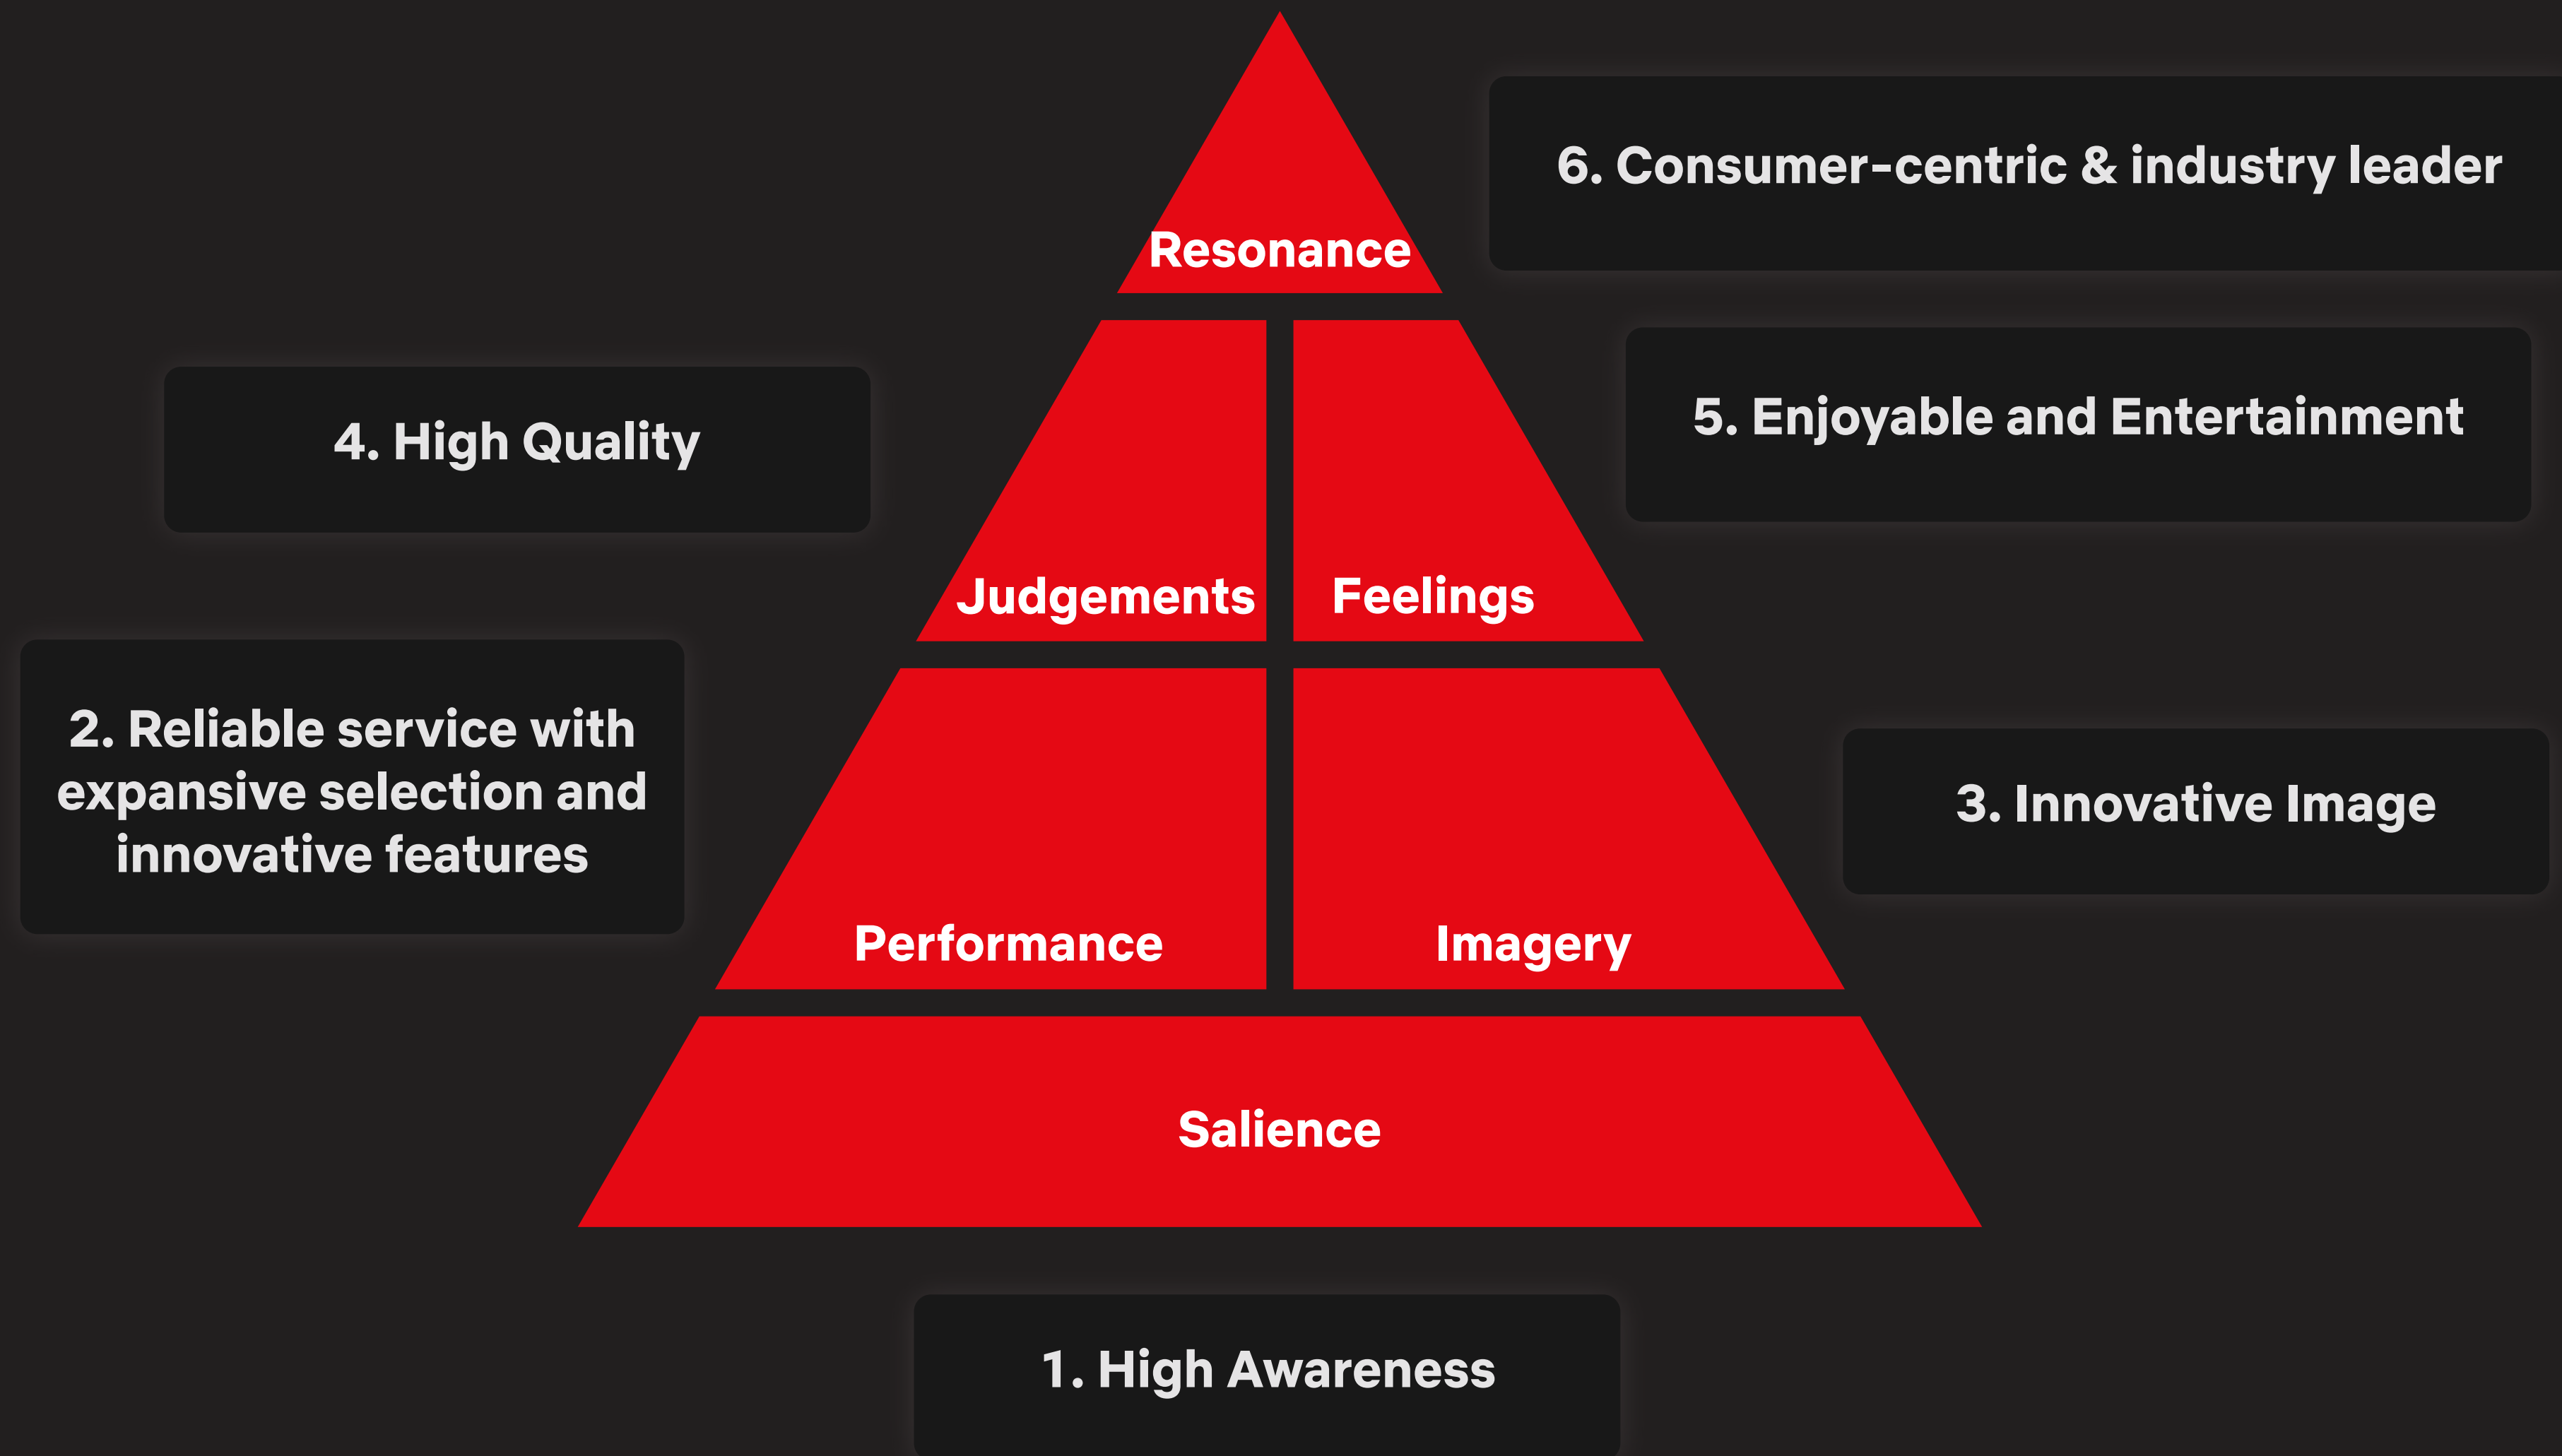 6. Consumer-centric & industry leader
Resonance
4. High Quality
5. Enjoyable and Entertainment
Judgements
Feelings
2. Reliable service with
expansive selection and
innovative features
3. Innovative Image
Performance
Imagery
Salience
1. High Awareness